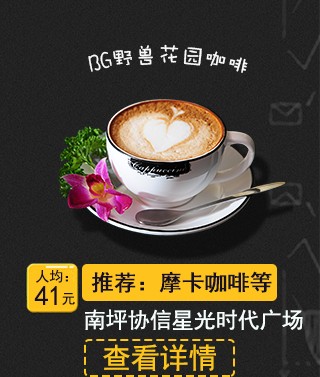 BG野兽花园咖啡
Cappuccino
人均：
41元
推荐：摩卡咖啡等
南坪协信星光时代广场
查看详情